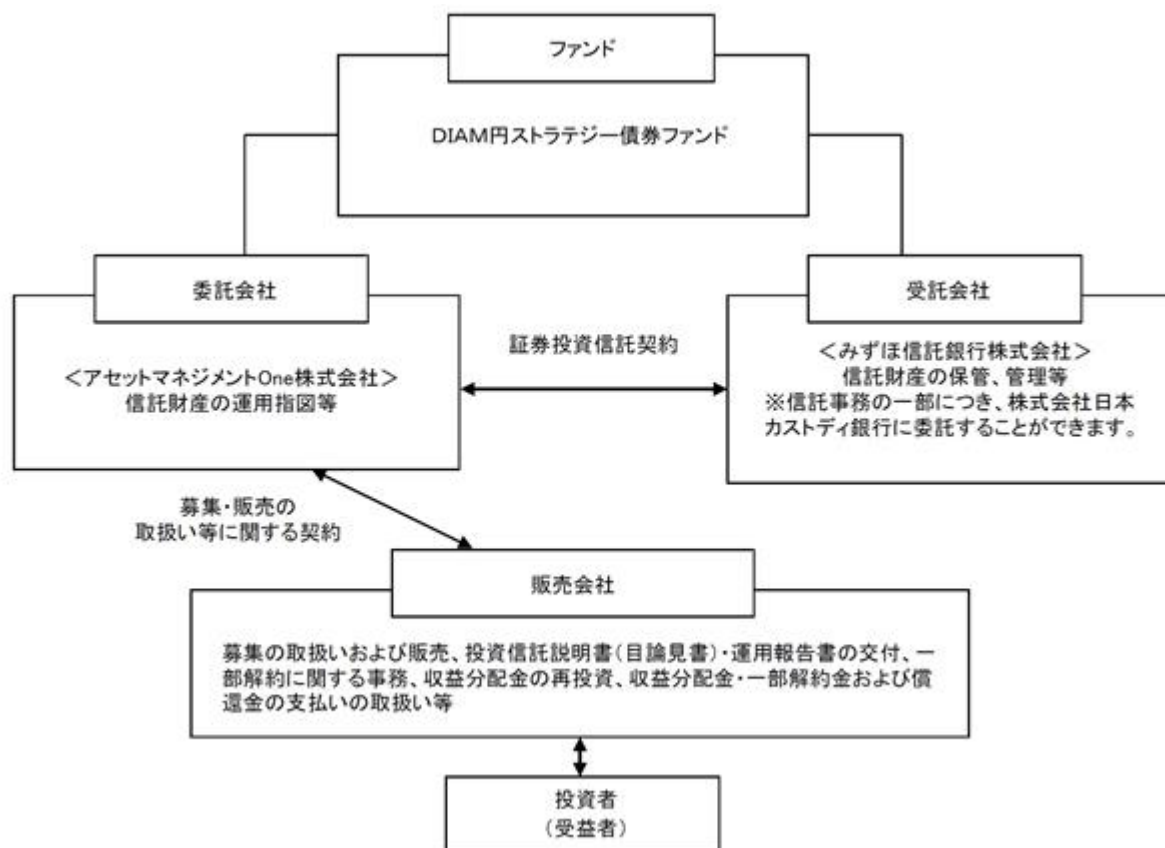 ファンド
DIAM円ストラテジー債券ファンド
委託会社
<アセットマネジメントOne株式会社>
信託財産の運用指図等
証券投資信託契約
受託会社
<みずほ信託銀行株式会社>
信託財産の保管、管理等
※信託事務の一部につき、株式会社日本
カストディ銀行に委託することができます。
募集・販売の
取扱い等に関する契約
販売会社
募集の取扱いおよび販売、投資信託説明書(目論見書)・運用報告書の交付、一
部解約に関する事務、収益分配金の再投資、収益分配金・一部解約金および償
還金の支払いの取扱い等
投資者
(受益者)